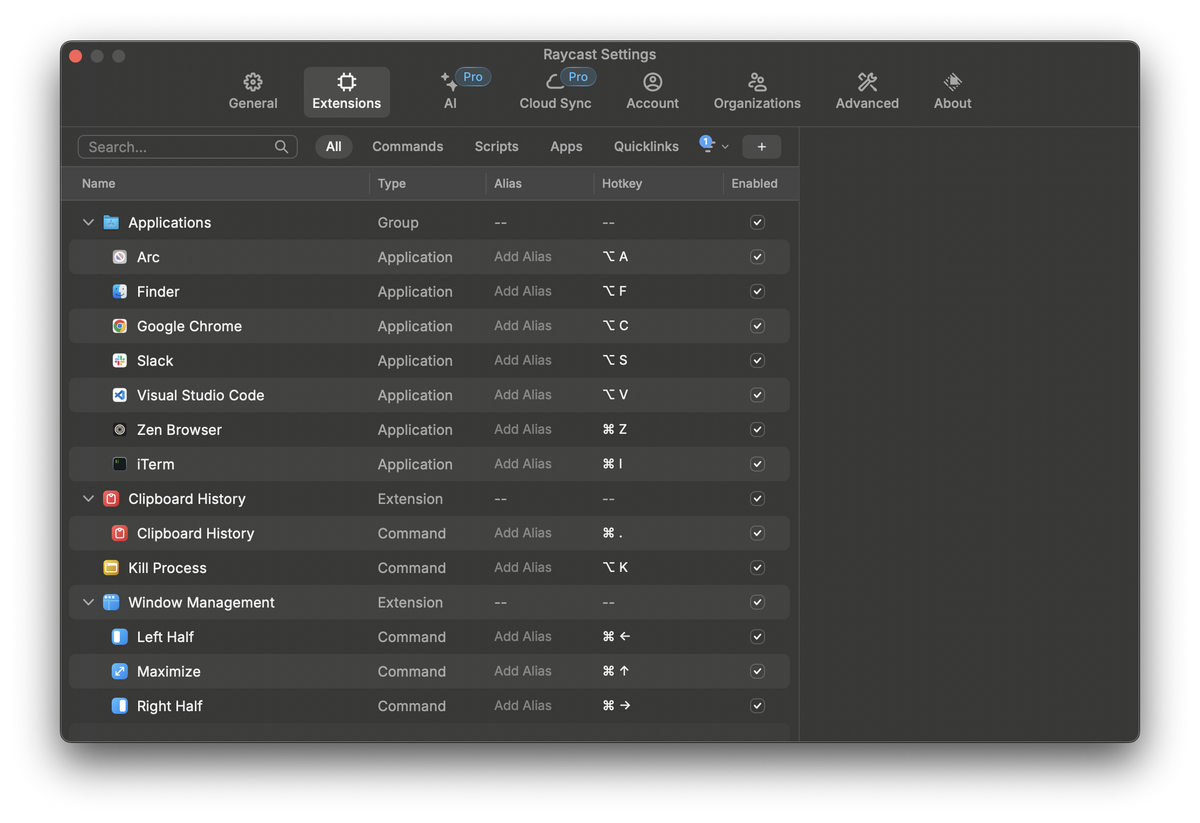 Raycast Settings
General Extensions AI Pro Cloud Sync Pro Account Organizations Advanced About
Search... All Commands Scripts Apps Quicklinks 1 +
Name Type Alias Hotkey Enabled
Applications Group -- --
Arc Application Add Alias ⌥ A
Finder Application Add Alias ⌥ F
Google Chrome Application Add Alias ⌥ C
Slack Application Add Alias ⌥ S
Visual Studio Code Application Add Alias ⌥ V
Zen Browser Application Add Alias ⌘ Z
iTerm Application Add Alias ⌘ I
Clipboard History Extension -- --
Clipboard History Command Add Alias ⌘ .
Kill Process Command Add Alias ⌥ K
Window Management Extension -- --
Left Half Command Add Alias ⌘ ←
Maximize Command Add Alias ⌘ ↑
Right Half Command Add Alias ⌘ →